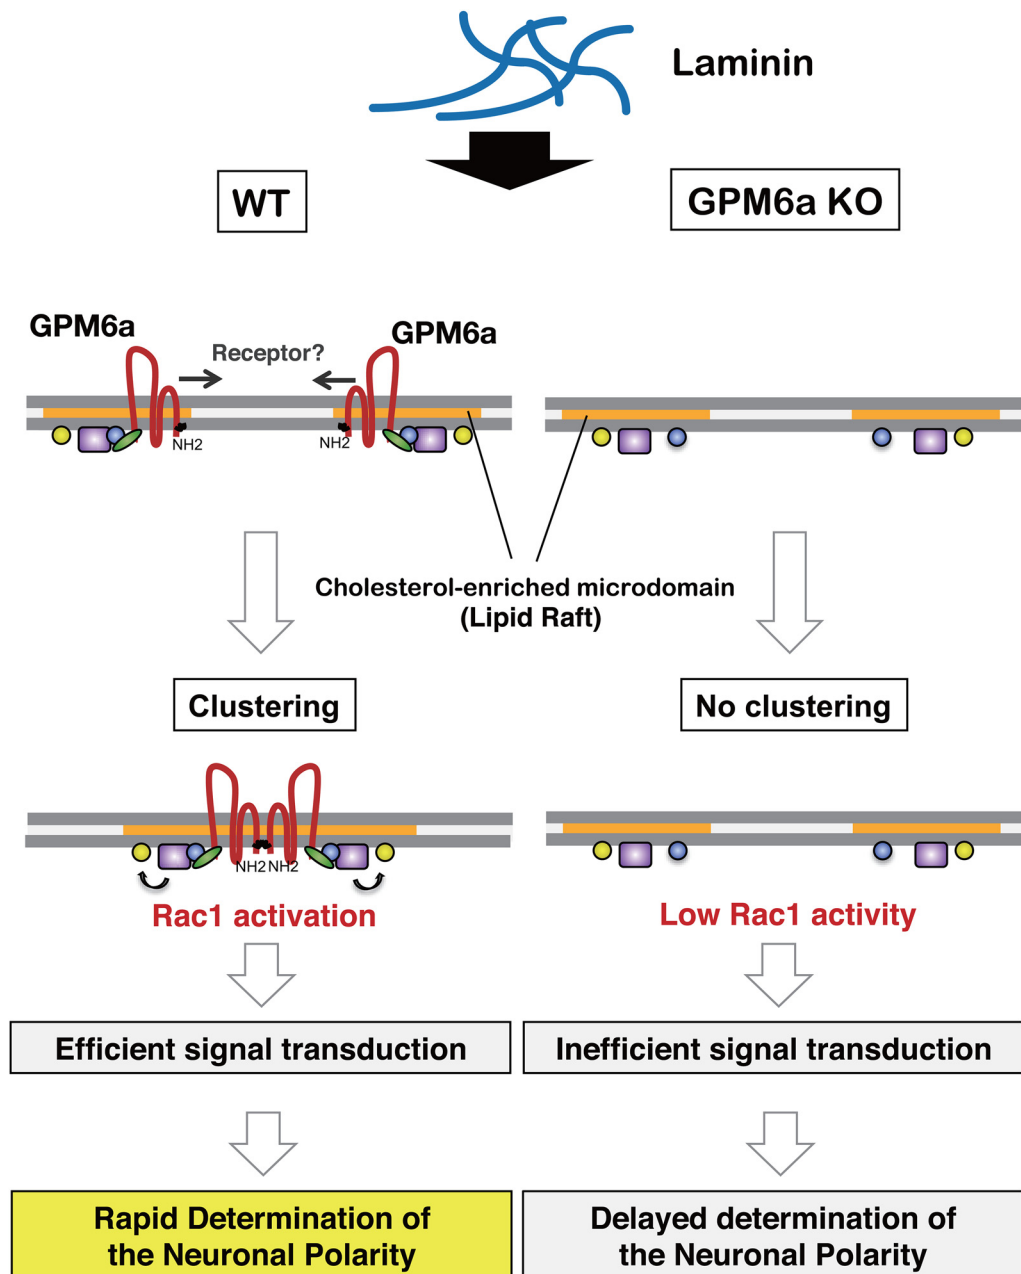 Laminin
WT
GPM6a KO
GPM6a
GPM6a
Receptor?
NH2
NH2
Cholesterol-enriched microdomain
(Lipid Raft)
Clustering
No clustering
NH2 NH2
Rac1 activation
Low Rac1 activity
Efficient signal transduction
Inefficient signal transduction
Rapid Determination of
the Neuronal Polarity
Delayed determination of
the Neuronal Polarity